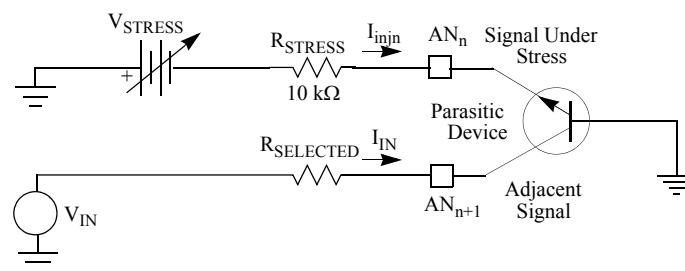 V_STRESS
+
R_STRESS
10 kΩ
I_injn
AN_n
Signal Under
Stress
Parasitic
Device
V_IN
R_SELECTED
I_IN
AN_n+1
Adjacent
Signal